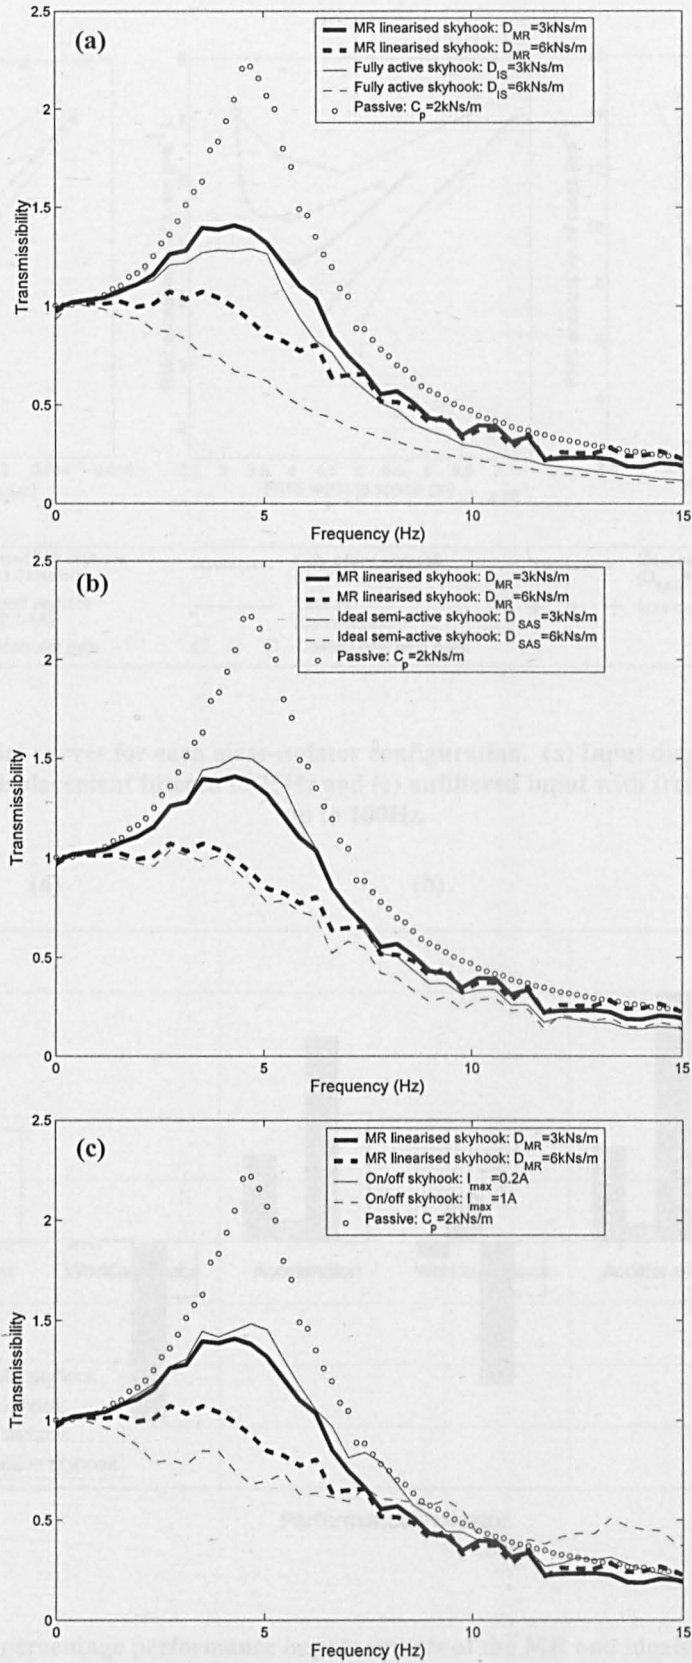 (a)
MR linearised skyhook: D_MR=3kNs/m
MR linearised skyhook: D_MR=6kNs/m
Fully active skyhook: D_IS=3kNs/m
Fully active skyhook: D_IS=6kNs/m
Passive: C_p=2kNs/m
2.5
2
1.5
1
0.5
0
Transmissibility
0
5
10
15
Frequency (Hz)
(b)
MR linearised skyhook: D_MR=3kNs/m
MR linearised skyhook: D_MR=6kNs/m
Ideal semi-active skyhook: D_SAS=3kNs/m
Ideal semi-active skyhook: D_SAS=6kNs/m
Passive: C_p=2kNs/m
2.5
2
1.5
1
0.5
0
Transmissibility
0
5
10
15
Frequency (Hz)
(c)
MR linearised skyhook: D_MR=3kNs/m
MR linearised skyhook: D_MR=6kNs/m
On/off skyhook: I_max=0.2A
On/off skyhook: I_max=1A
Passive: C_p=2kNs/m
2.5
2
1.5
1
0.5
0
Transmissibility
0
5
10
15
Frequency (Hz)